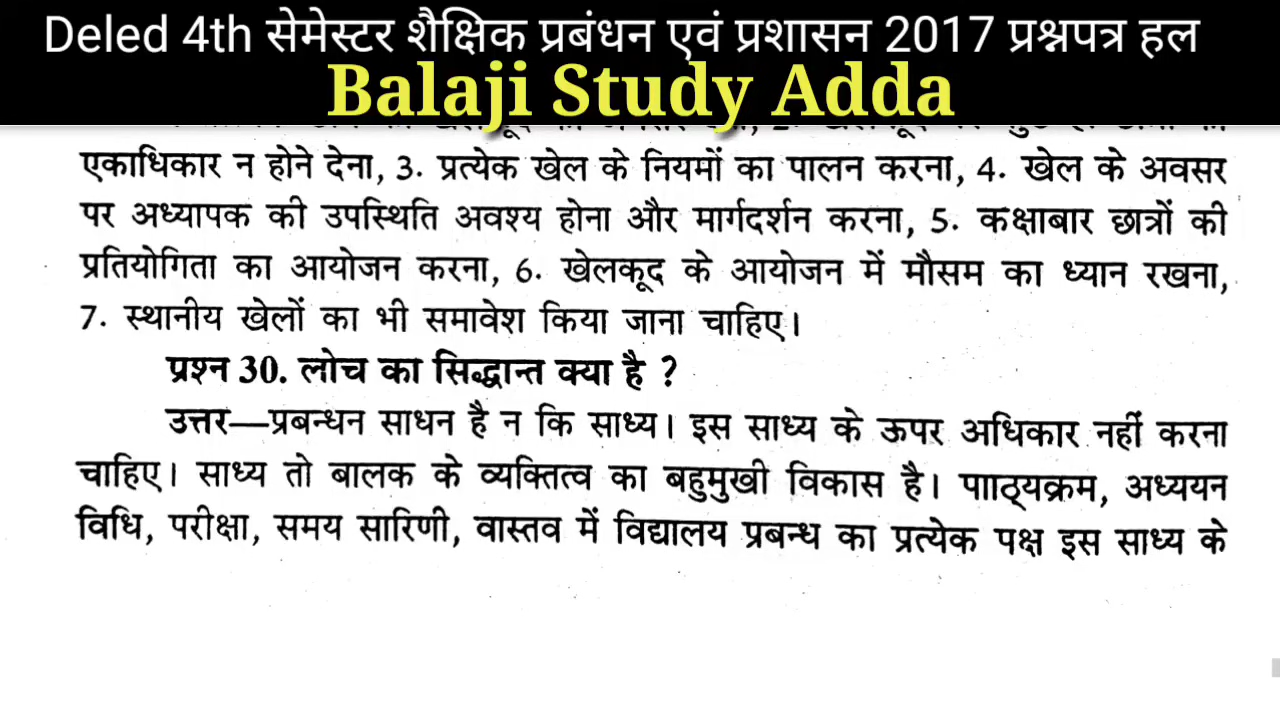 Deled 4th सेमेस्टर शैक्षिक प्रबंधन एवं प्रशासन 2017 प्रश्नपत्र हल
Balaji Study Adda
एकाधिकार न होने देना, 3. प्रत्येक खेल के नियमों का पालन करना, 4. खेल के अवसर
पर अध्यापक की उपस्थिति अवश्य होना और मार्गदर्शन करना, 5. कक्षाबार छात्रों की
प्रतियोगिता का आयोजन करना, 6. खेलकूद के आयोजन में मौसम का ध्यान रखना,
7. स्थानीय खेलों का भी समावेश किया जाना चाहिए।
प्रश्न 30. लोच का सिद्धान्त क्या है ?
उत्तर—प्रबन्धन साधन है न कि साध्य। इस साध्य के ऊपर अधिकार नहीं करना
चाहिए। साध्य तो बालक के व्यक्तित्व का बहुमुखी विकास है। पााठ्यक्रम, अध्ययन
विधि, परीक्षा, समय सारिणी, वास्तव में विद्यालय प्रबन्ध का प्रत्येक पक्ष इस साध्य के